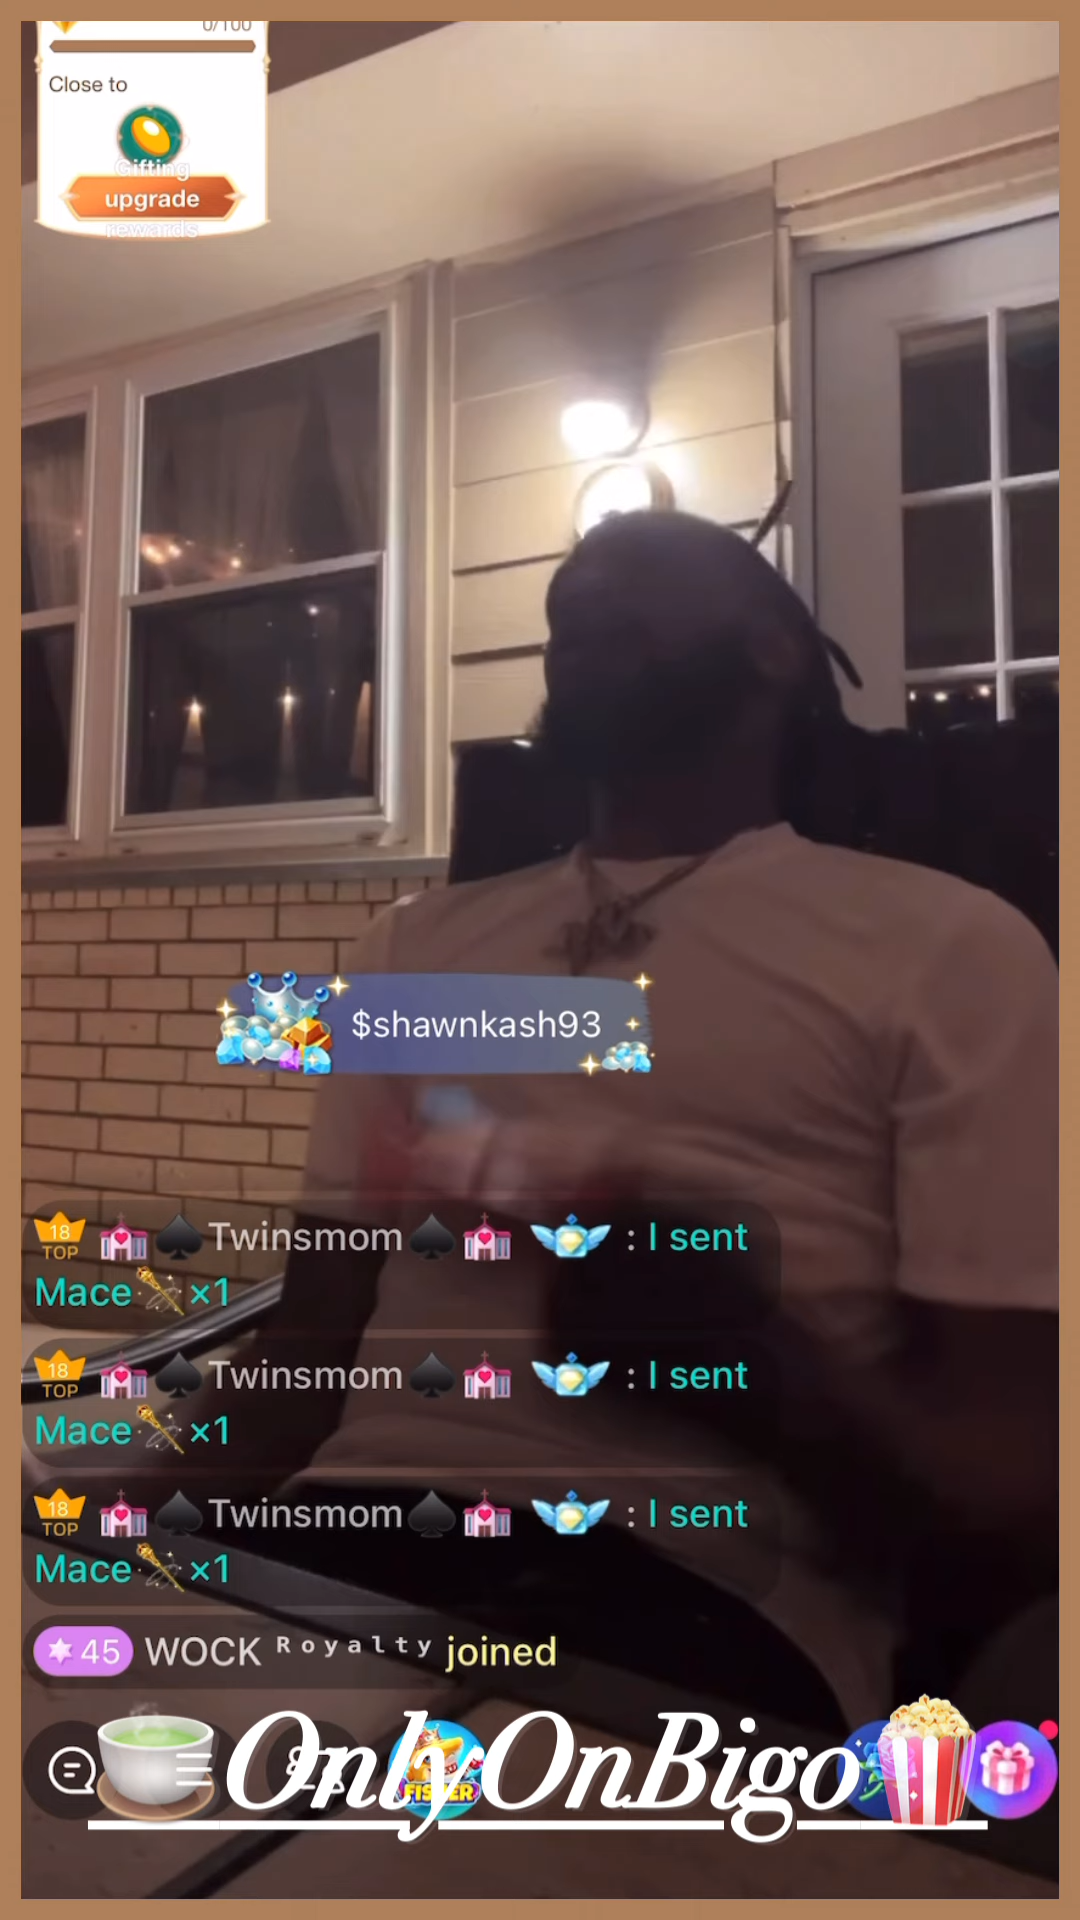 0/100
Close to
Gifting
upgrade
rewards
$shawnkash93
18
TOP
Twinsmom : I sent
Mace ×1
18
TOP
Twinsmom : I sent
Mace ×1
18
TOP
Twinsmom : I sent
Mace ×1
45 WOCK ᴿᵒʸᵃˡᵗʸ joined
OnlyOnBigo
FISHER